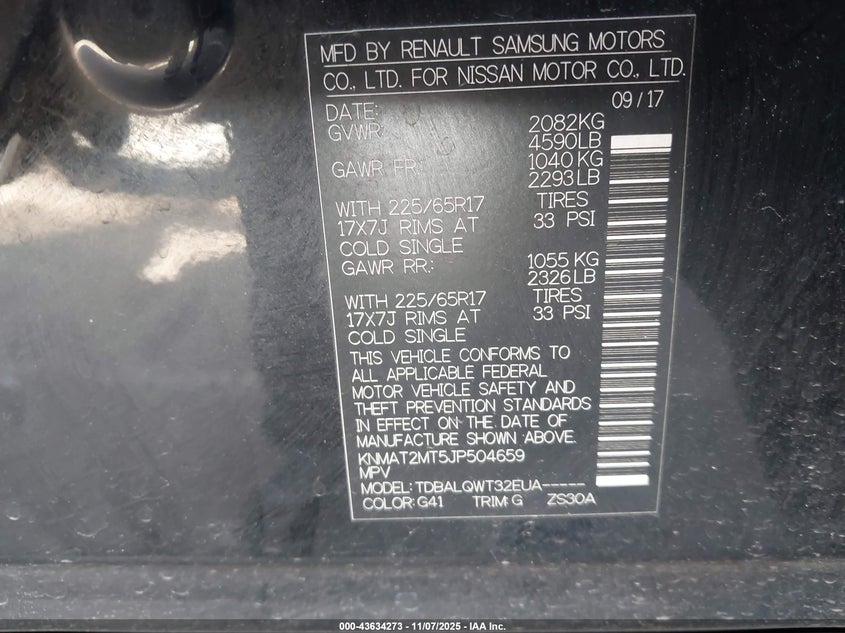 MFD BY RENAULT SAMSUNG MOTORS
CO., LTD. FOR NISSAN MOTOR CO., LTD.
DATE: 09/17
GVWR 2082KG
4590LB
GAWR FR. 1040 KG
2293 LB
WITH 225/65R17 TIRES
17X7J RIMS AT 33 PSI
COLD SINGLE
GAWR RR.: 1055 KG
2326 LB
WITH 225/65R17 TIRES
17X7J RIMS AT 33 PSI
COLD SINGLE
THIS VEHICLE CONFORMS TO
ALL APPLICABLE FEDERAL
MOTOR VEHICLE SAFETY AND
THEFT PREVENTION STANDARDS
IN EFFECT ON THE DATE OF
MANUFACTURE SHOWN ABOVE.
KNMAT2MT5JP504659
MPV
MODEL: TDBALQWT32EUA-----
COLOR: G41 TRIM: G ZS30A
000-43634273 - 11/07/2025 - IAA Inc.